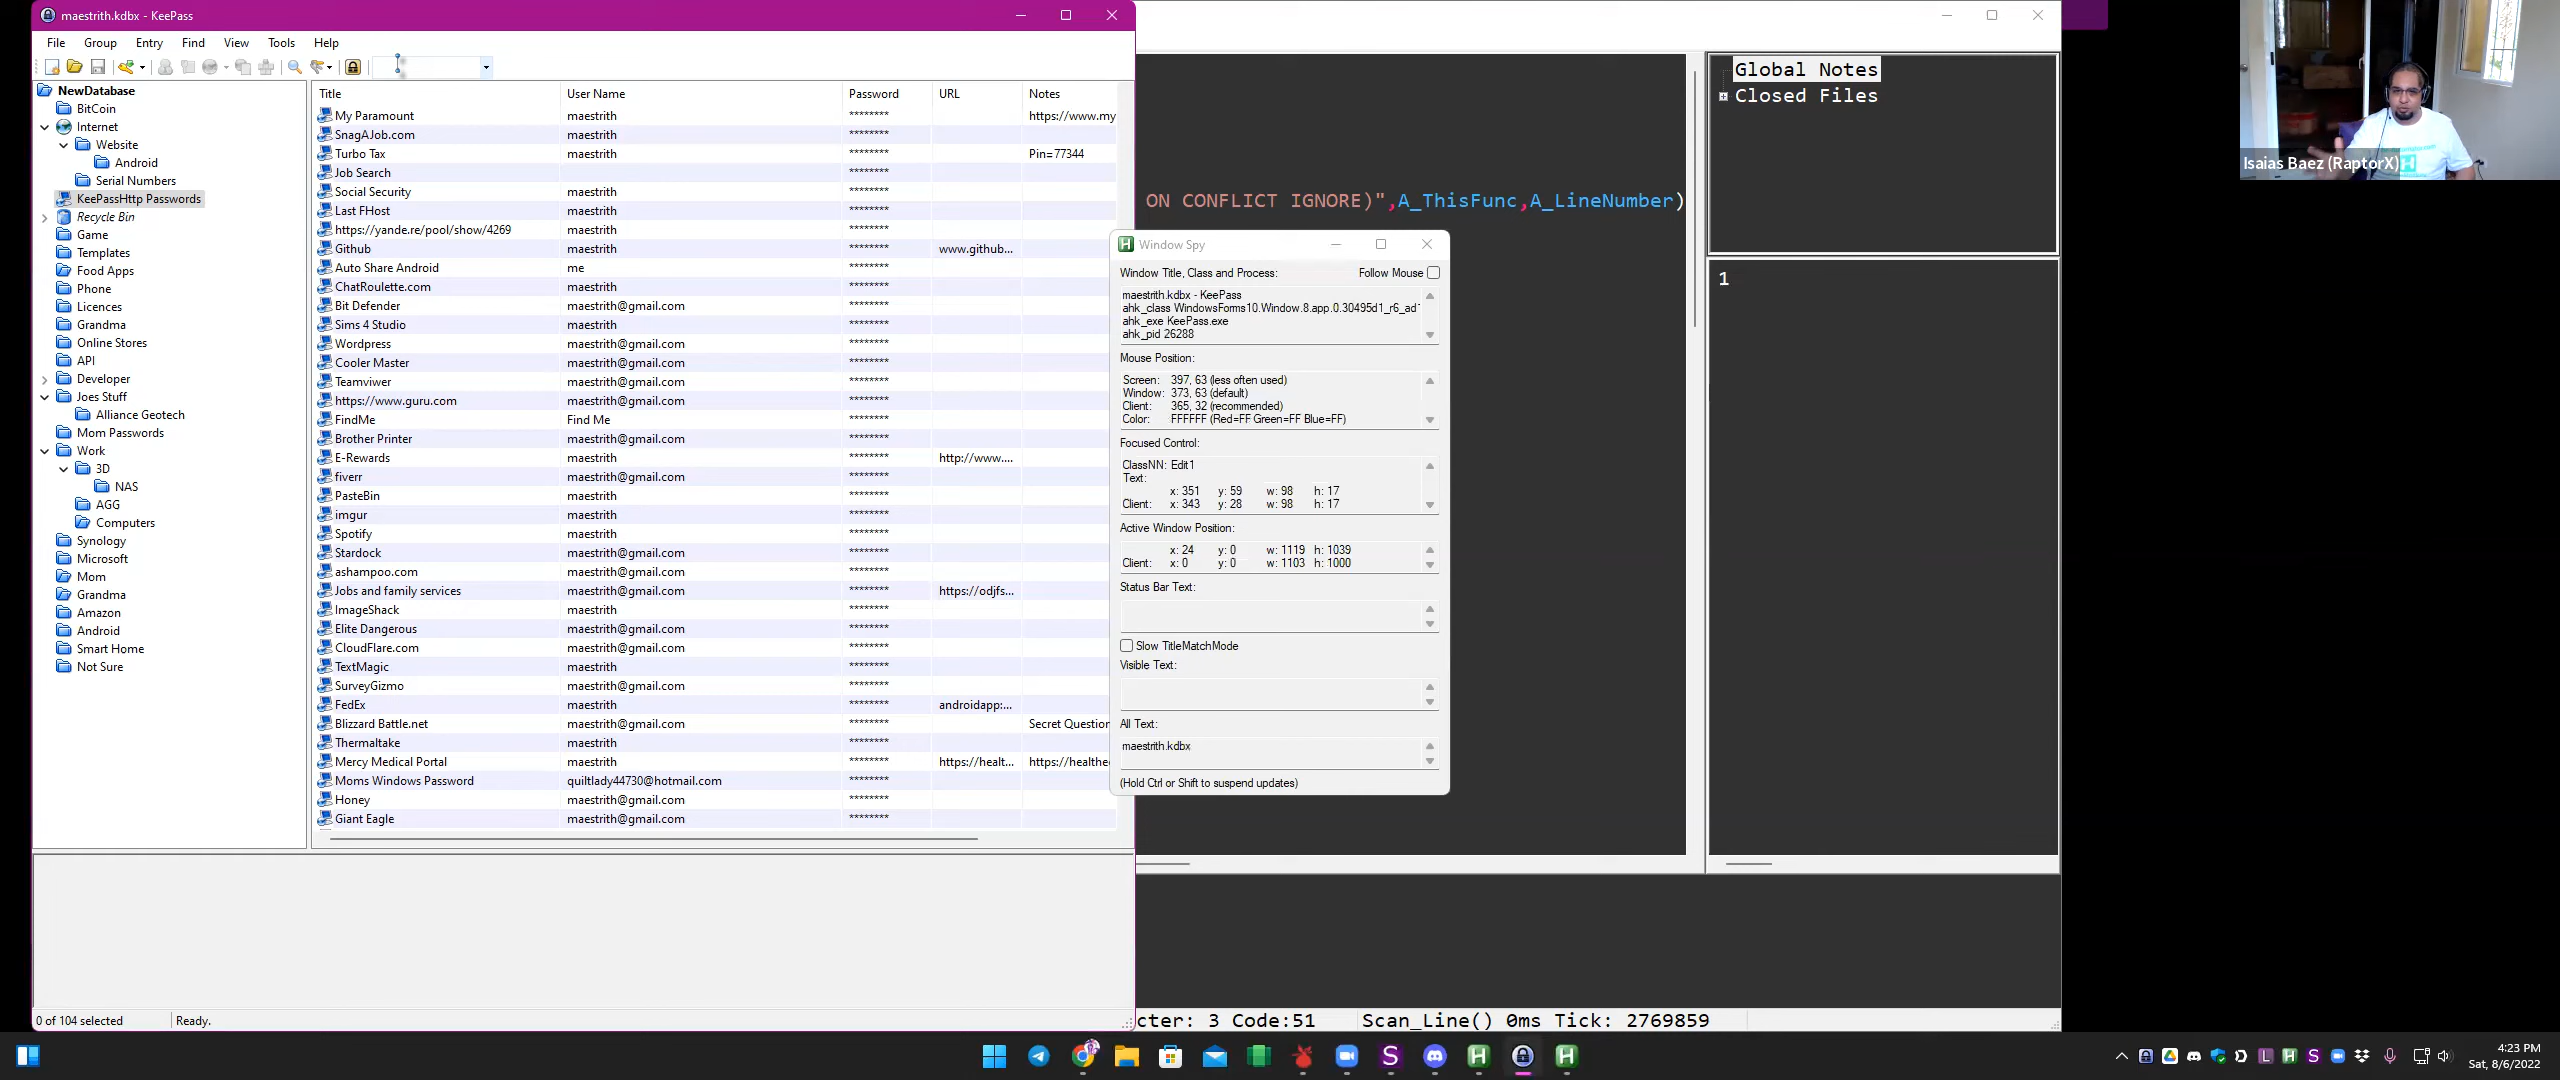 maestrith.kdbx - KeePass
File Group Entry Find View Tools Help
NewDatabase
BitCoin
Internet
Website
Android
Serial Numbers
KeePassHttp Passwords
Recycle Bin
Game
Templates
Food Apps
Phone
Licences
Grandma
Online Stores
API
Developer
Joes Stuff
Alliance Geotech
Mom Passwords
Work
3D
NAS
AGG
Computers
Synology
Microsoft
Mom
Grandma
Amazon
Android
Smart Home
Not Sure
Title User Name Password URL Notes
My Paramount maestrith ******** https://www.my
SnagAJob.com maestrith ********
Turbo Tax maestrith ******** Pin=77344
Job Search ********
Social Security maestrith ********
Last FHost maestrith ********
https://yande.re/pool/show/4269 maestrith ********
Github maestrith ******** www.github...
Auto Share Android me ********
ChatRoulette.com maestrith ********
Bit Defender maestrith@gmail.com ********
Sims 4 Studio maestrith ********
Wordpress maestrith@gmail.com ********
Cooler Master maestrith@gmail.com ********
Teamviwer maestrith@gmail.com ********
https://www.guru.com maestrith@gmail.com ********
FindMe Find Me ********
Brother Printer maestrith@gmail.com ********
E-Rewards maestrith ******** http://www....
fiverr maestrith@gmail.com ********
PasteBin maestrith ********
imgur maestrith ********
Spotify maestrith ********
Stardock maestrith@gmail.com ********
ashampoo.com maestrith@gmail.com ********
Jobs and family services maestrith@gmail.com ******** https://odjfs...
ImageShack maestrith ********
Elite Dangerous maestrith@gmail.com ********
CloudFlare.com maestrith@gmail.com ********
TextMagic maestrith ********
SurveyGizmo maestrith@gmail.com ********
FedEx maestrith ******** androidapp:...
Blizzard Battle.net maestrith@gmail.com ******** Secret Question
Thermaltake maestrith ********
Mercy Medical Portal maestrith ******** https://healt... https://healthe
Moms Windows Password quiltlady44730@hotmail.com ********
Honey maestrith@gmail.com ********
Giant Eagle maestrith@gmail.com ********
0 of 104 selected Ready.
ON CONFLICT IGNORE)",A_ThisFunc,A_LineNumber)
Window Spy
Window Title, Class and Process: Follow Mouse
maestrith.kdbx - KeePass
ahk_class WindowsForms10.Window.8.app.0.30495d1_r6_ad1
ahk_exe KeePass.exe
ahk_pid 26288
Mouse Position:
Screen: 397, 63 (less often used)
Window: 373, 63 (default)
Client: 365, 32 (recommended)
Color: FFFFFF (Red=FF Green=FF Blue=FF)
Focused Control:
ClassNN: Edit1
Text:
x: 351 y: 59 w: 98 h: 17
Client: x: 343 y: 28 w: 98 h: 17
Active Window Position:
x: 24 y: 0 w: 1119 h: 1039
Client: x: 0 y: 0 w: 1103 h: 1000
Status Bar Text:
Slow TitleMatchMode
Visible Text:
All Text:
maestrith.kdbx
(Hold Ctrl or Shift to suspend updates)
Global Notes
Closed Files
1
cter: 3 Code:51 Scan_Line() 0ms Tick: 2769859
Isaias Baez (RaptorX)
4:23 PM
Sat, 8/6/2022